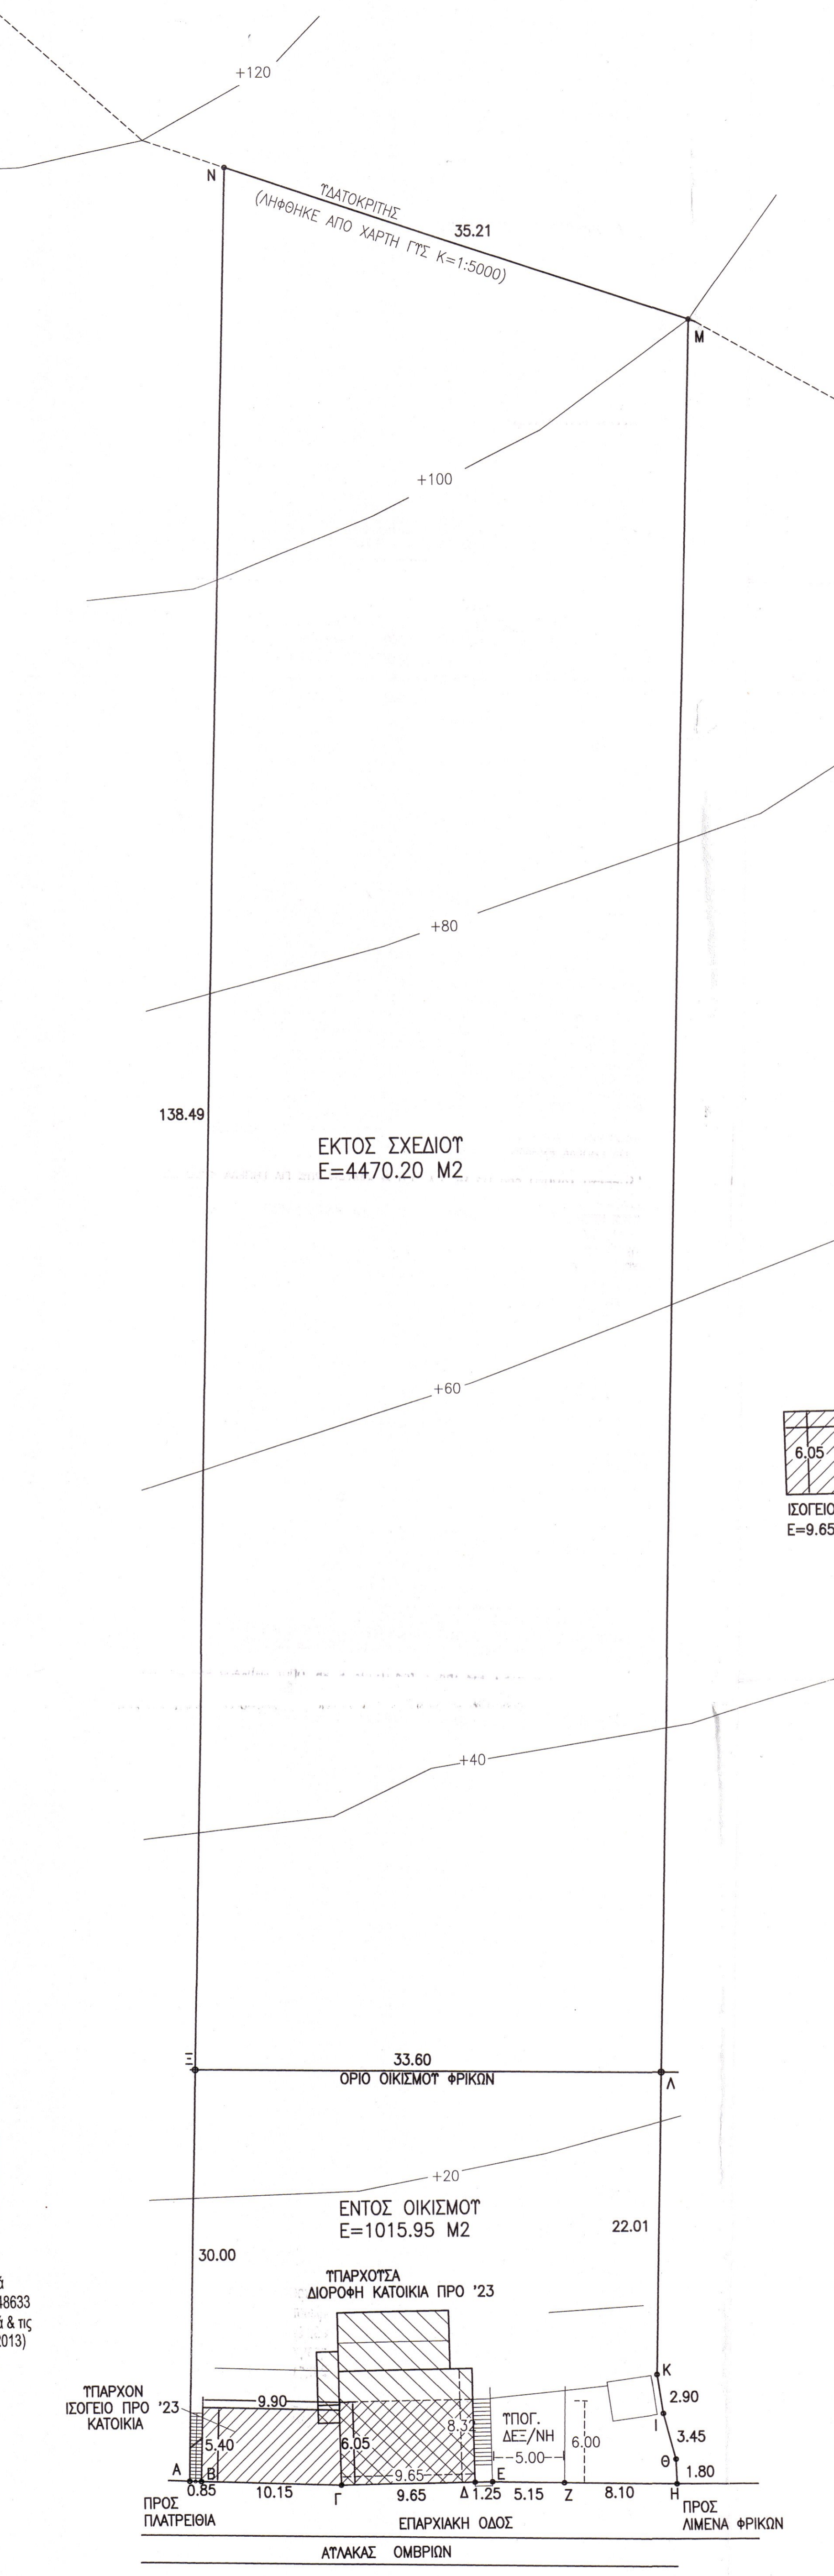 +120
N
ΥΔΑΤΟΚΡΙΤΗΣ
(ΛΗΦΘΗΚΕ ΑΠΟ ΧΑΡΤΗ ΓΥΣ Κ=1:5000)
35.21
M
+100
+80
138.49
ΕΚΤΟΣ ΣΧΕΔΙΟΥ
Ε=4470.20 Μ2
+60
6.05
ΙΣΟΓΕΙΟ
Ε=9.65
+40
Ξ
33.60
ΟΡΙΟ ΟΙΚΙΣΜΟΥ ΦΡΙΚΩΝ
Λ
+20
ΕΝΤΟΣ ΟΙΚΙΣΜΟΥ
Ε=1015.95 Μ2
22.01
30.00
48633
& τις
2013)
ΥΠΑΡΧΟΥΣΑ
ΔΙΟΡΟΦΗ ΚΑΤΟΙΚΙΑ ΠΡΟ '23
ΥΠΑΡΧΟΝ
ΙΣΟΓΕΙΟ ΠΡΟ '23
ΚΑΤΟΙΚΙΑ
9.90
5.40
6.05
8.32
9.65
ΥΠΟΓ.
ΔΕΞ/ΝΗ
5.00
6.00
Κ
2.90
Ι
3.45
Θ
1.80
Α
Β
Γ
Δ
Ε
Ζ
Η
0.85
10.15
9.65
1.25
5.15
8.10
ΠΡΟΣ
ΠΛΑΤΡΕΙΘΙΑ
ΕΠΑΡΧΙΑΚΗ ΟΔΟΣ
ΠΡΟΣ
ΛΙΜΕΝΑ ΦΡΙΚΩΝ
ΑΥΛΑΚΑΣ ΟΜΒΡΙΩΝ